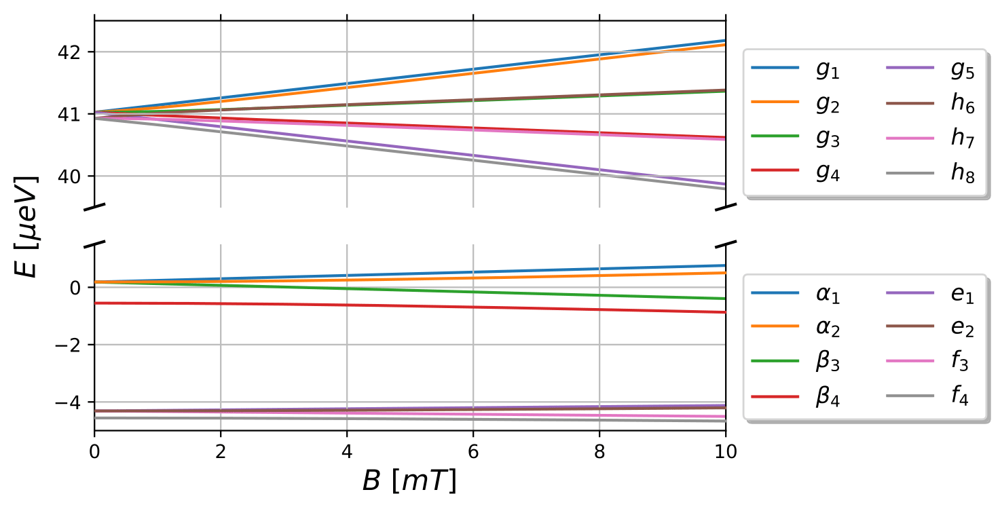 42
41
40
E [μeV]
0
−2
−4
0 2 4 6 8 10
B [mT]
g₁ g₅
g₂ h₆
g₃ h₇
g₄ h₈
α₁ e₁
α₂ e₂
β₃ f₃
β₄ f₄